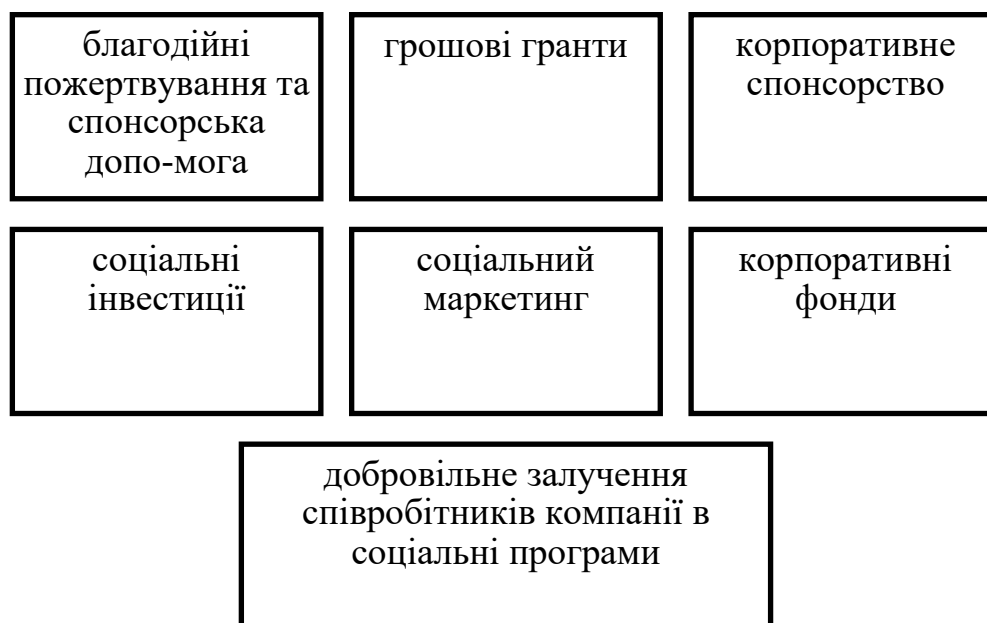 благодійні
пожертвування та
спонсорська
допо-мога
грошові гранти
корпоративне
спонсорство
соціальні
інвестиції
соціальний
маркетинг
корпоративні
фонди
добровільне залучення
співробітників компанії в
соціальні програми